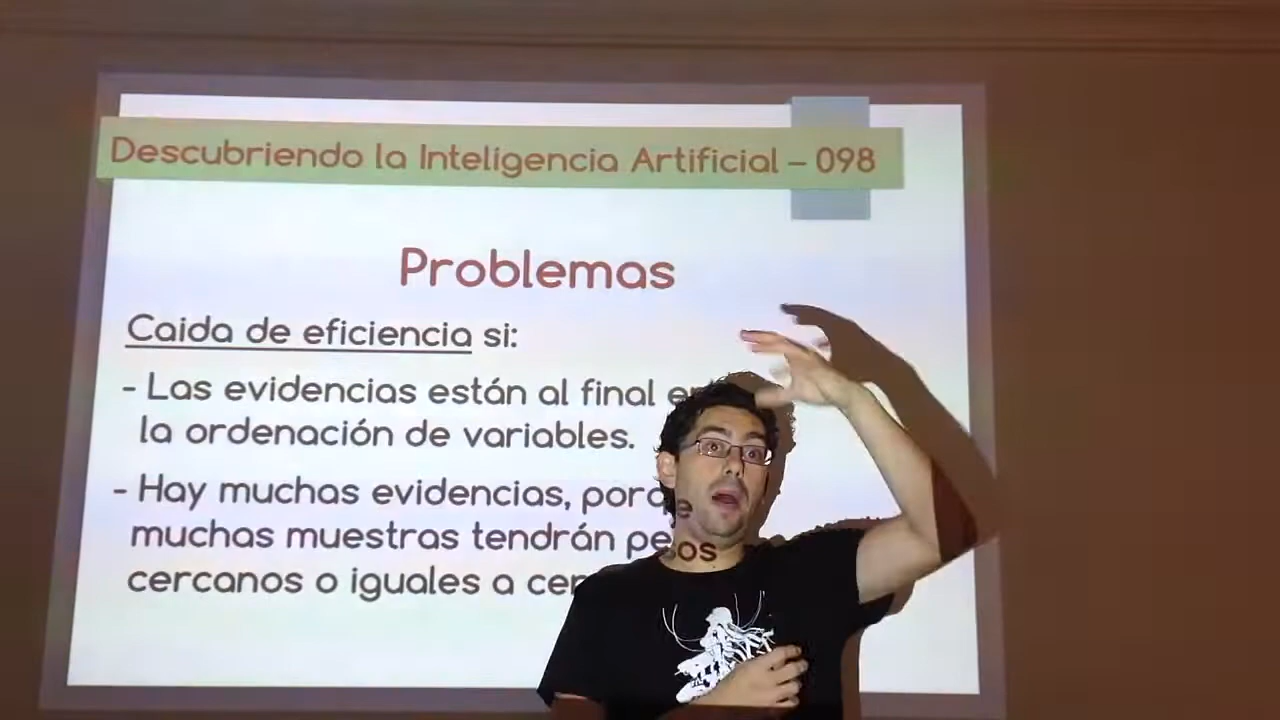 Descubriendo la Inteligencia Artificial – 098
Problemas
Caida de eficiencia si:
- Las evidencias están al final
la ordenación de variables.
- Hay muchas evidencias,
muchas muestras tendrán pesos
cercanos o iguales a